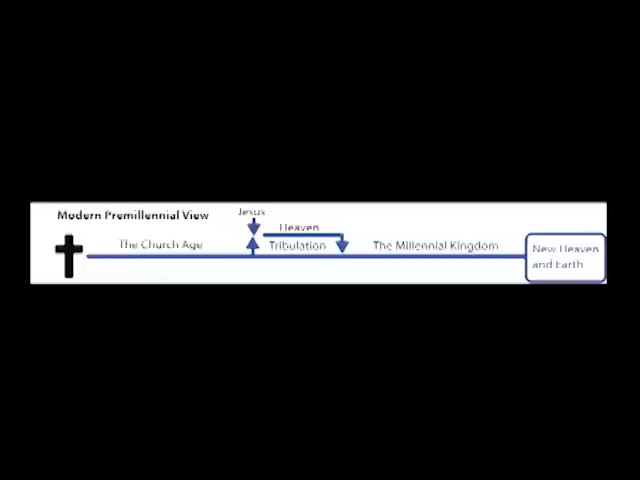 Modern Premillennial View
Jesus
Heaven
The Church Age
Tribulation
The Millennial Kingdom
New Heaven
and Earth